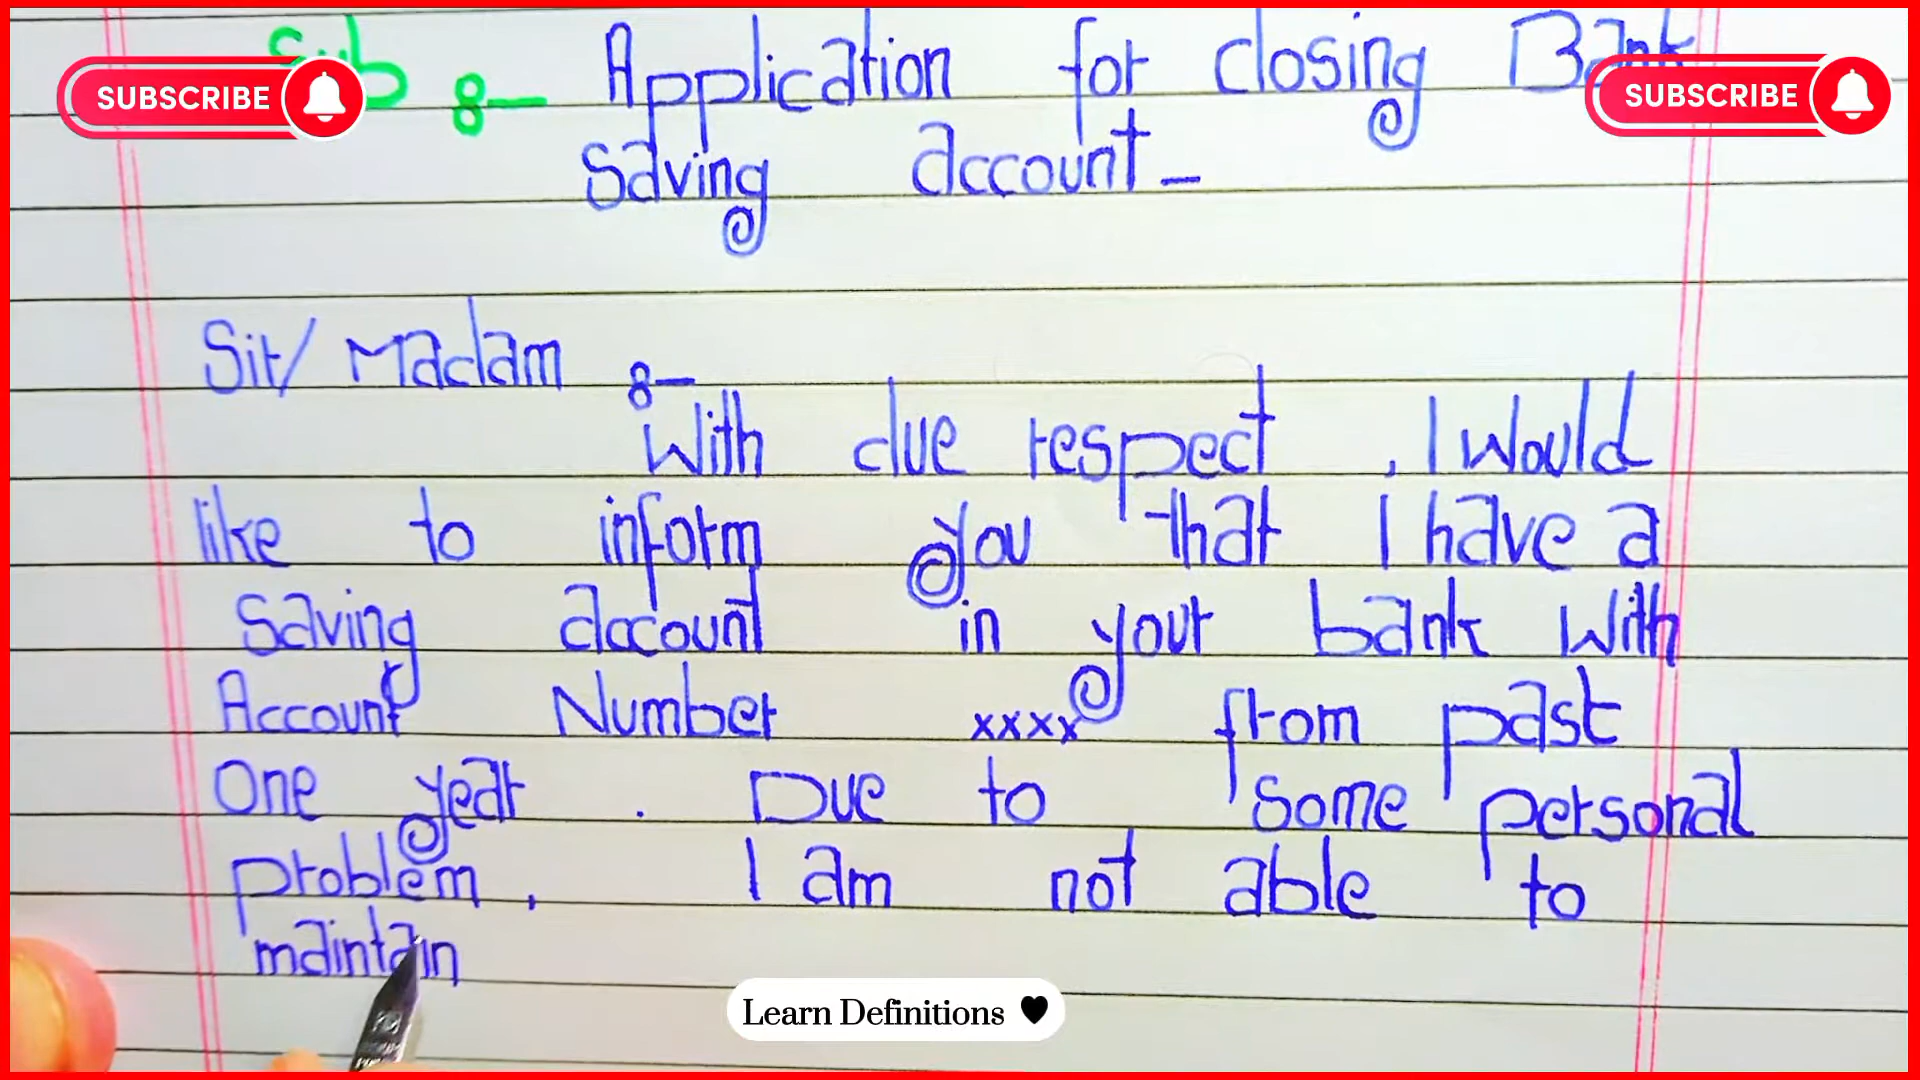 Sub :- Application for closing Bank
saving account -
SUBSCRIBE
SUBSCRIBE
Sir/ Madam :-
With due respect , I would
like to inform you that I have a
saving account in your bank with
Account Number xxxx from past
one year . Due to some personal
problem , I am not able to
maintain
Learn Definitions ♥